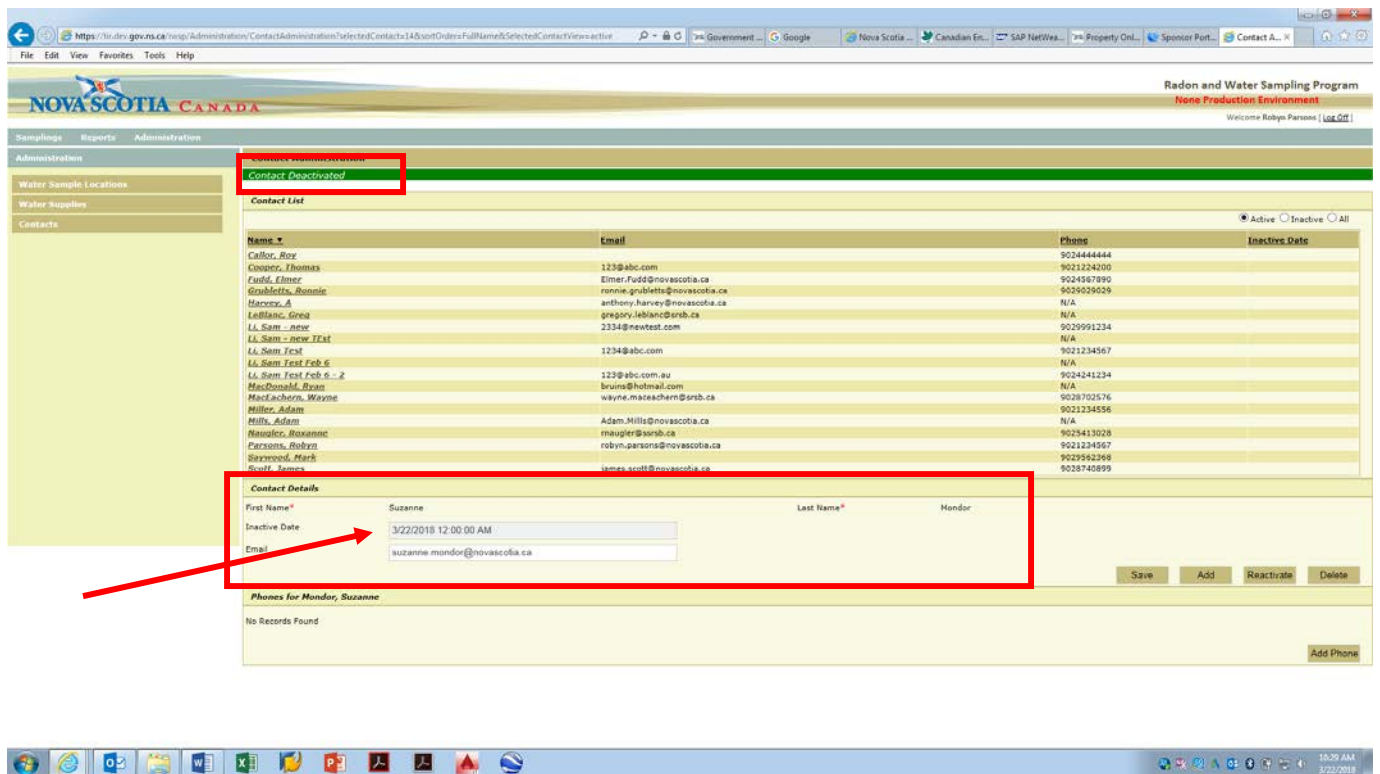 https://tir.dev.gov.ns.ca/rwsp/Administration/ContactAdministration?selectedContact=14&sortOrder=FullName&SelectedContactView=active
Government ...
Google
Nova Scotia ...
Canadian En...
SAP NetWea...
Property Onl...
Sponsor Port...
Contact A...
File Edit View Favorites Tools Help
NOVA SCOTIA CANADA
Radon and Water Sampling Program
None Production Environment
Welcome Robyn Parsons [ Log Off ]
Samplings Reports Administration
Administration
Water Sample Locations
Water Supplies
Contacts
Contact Administration
Contact Deactivated
Contact List
Active Inactive All
Name ▼ Email Phone Inactive Date
Callor, Roy 9024444444
Cooper, Thomas 123@abc.com 9021224200
Fudd, Elmer Elmer.Fudd@novascotia.ca 9024567890
Grubletts, Ronnie ronnie.grubletts@novascotia.ca 9029029029
Harvey, A anthony.harvey@novascotia.ca N/A
LeBlanc, Greg gregory.leblanc@srsb.ca N/A
Li, Sam - new 2334@newtest.com 9029991234
Li, Sam - new TEst N/A
Li, Sam Test 1234@abc.com 9021234567
Li, Sam Test Feb 6 N/A
Li, Sam Test Feb 6 - 2 123@abc.com.au 9024241234
MacDonald, Ryan bruins@hotmail.com N/A
MacEachern, Wayne wayne.maceachern@srsb.ca 9028702576
Miller, Adam 9021234556
Mills, Adam Adam.Mills@novascotia.ca N/A
Naugler, Roxanne rnaugler@ssrsb.ca 9025413028
Parsons, Robyn robyn.parsons@novascotia.ca 9021234567
Saywood, Mark 9029562368
Scott, James james.scott@novascotia.ca 9028740899
Contact Details
First Name* Suzanne Last Name* Mondor
Inactive Date 3/22/2018 12:00:00 AM
Email suzanne.mondor@novascotia.ca
Save Add Reactivate Delete
Phones for Mondor, Suzanne
No Records Found
Add Phone
10:29 AM
3/22/2018